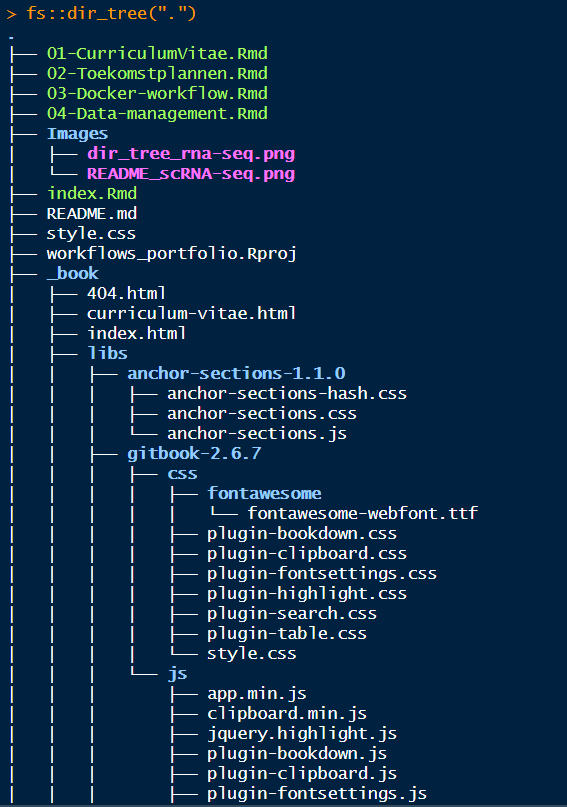 > fs::dir_tree(".")
.
├── 01-CurriculumVitae.Rmd
├── 02-Toekomstplannen.Rmd
├── 03-Docker-workflow.Rmd
├── 04-Data-management.Rmd
├── Images
│   ├── dir_tree_rna-seq.png
│   └── README_scRNA-seq.png
├── index.Rmd
├── README.md
├── style.css
├── workflows_portfolio.Rproj
├── _book
│   ├── 404.html
│   ├── curriculum-vitae.html
│   ├── index.html
│   ├── libs
│   │   ├── anchor-sections-1.1.0
│   │   │   ├── anchor-sections-hash.css
│   │   │   ├── anchor-sections.css
│   │   │   └── anchor-sections.js
│   │   ├── gitbook-2.6.7
│   │   │   ├── css
│   │   │   │   ├── fontawesome
│   │   │   │   │   └── fontawesome-webfont.ttf
│   │   │   │   ├── plugin-bookdown.css
│   │   │   │   ├── plugin-clipboard.css
│   │   │   │   ├── plugin-fontsettings.css
│   │   │   │   ├── plugin-highlight.css
│   │   │   │   ├── plugin-search.css
│   │   │   │   ├── plugin-table.css
│   │   │   │   └── style.css
│   │   │   └── js
│   │   │       ├── app.min.js
│   │   │       ├── clipboard.min.js
│   │   │       ├── jquery.highlight.js
│   │   │       ├── plugin-bookdown.js
│   │   │       ├── plugin-clipboard.js
│   │   │       ├── plugin-fontsettings.js